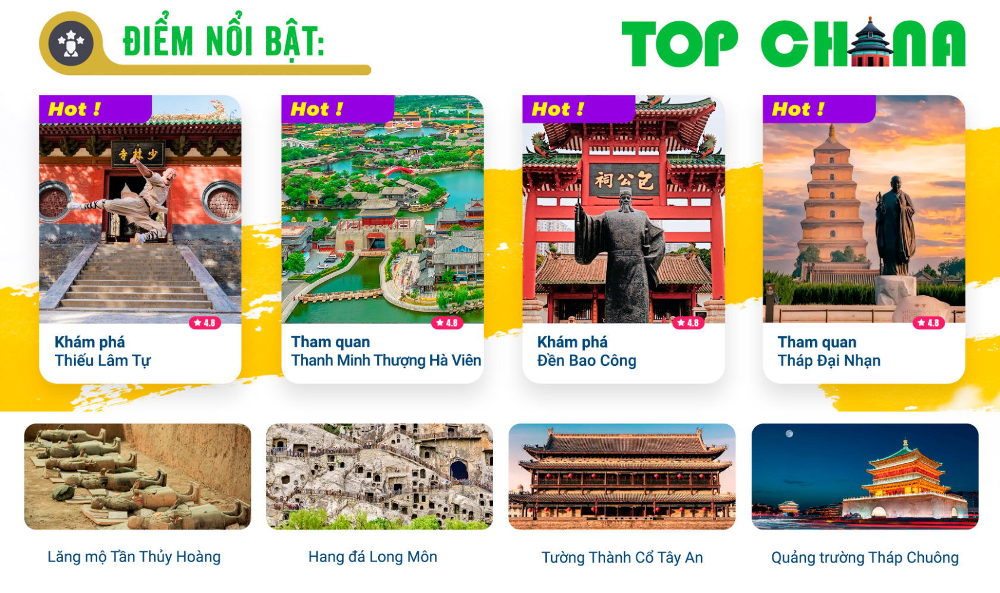 ĐIỂM NỔI BẬT:
TOP CHINA
Hot !
Hot !
Hot !
Hot !
寺林少
祠公包
4.8
4.8
4.8
4.8
Khám phá
Thiếu Lâm Tự
Tham quan
Thanh Minh Thượng Hà Viên
Khám phá
Đền Bao Công
Tham quan
Tháp Đại Nhạn
Lăng mộ Tần Thủy Hoàng
Hang đá Long Môn
Tường Thành Cổ Tây An
Quảng trường Tháp Chuông